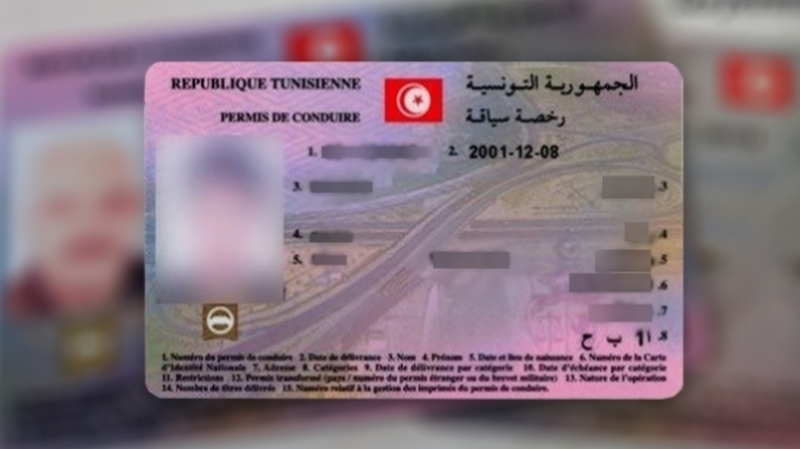 REPUBLIQUE TUNISIENNE الجمهورية التونسية
PERMIS DE CONDUIRE رخصة سياقة
1. 2. 2001-12-08
3. 3.
4. 4.
5. 5.
6.
7.
8. 1أ ب ح
1. Numéro du permis de conduire 2. Date de délivrance 3. Nom 4. Prénom 5. Date et lieu de naissance 6. Numéro de la Carte
d'Identité Nationale 7. Adresse 8. Catégories 9. Date de délivrance par catégorie 10. Date d'échéance par catégorie
11. Restrictions 12. Permis transformé (pays / numéro du permis étranger ou du brevet militaire) 13. Nature de l'opération
14. Nombre de titres délivrés 15. Numéro relatif à la gestion des imprimés du permis de conduire.